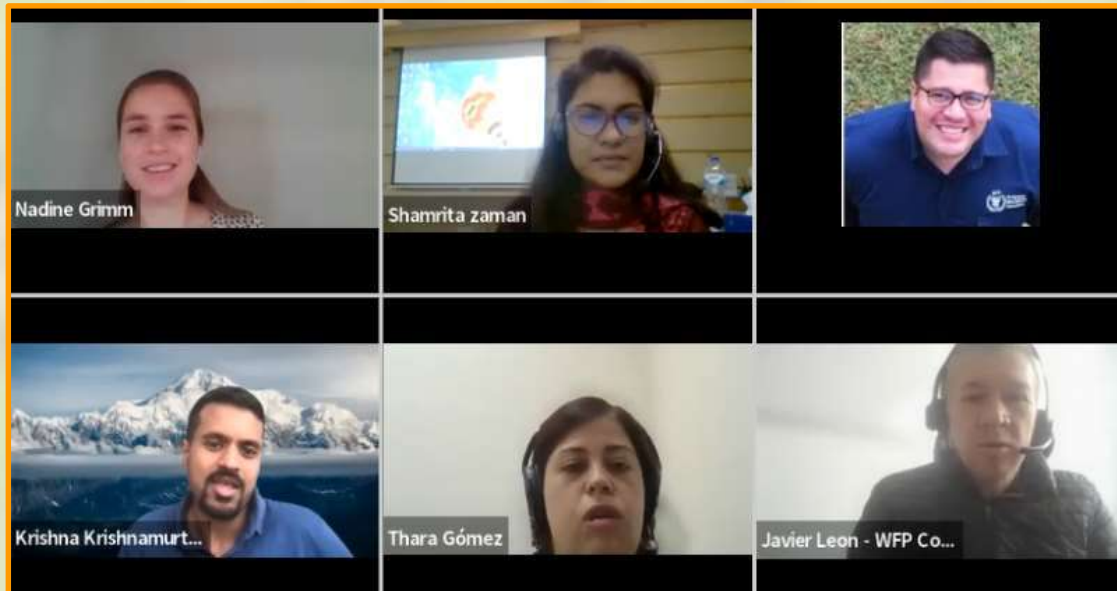 Nadine Grimm
Shamrita zaman
Krishna Krishnamurt...
Thara Gómez
Javier Leon - WFP Co...